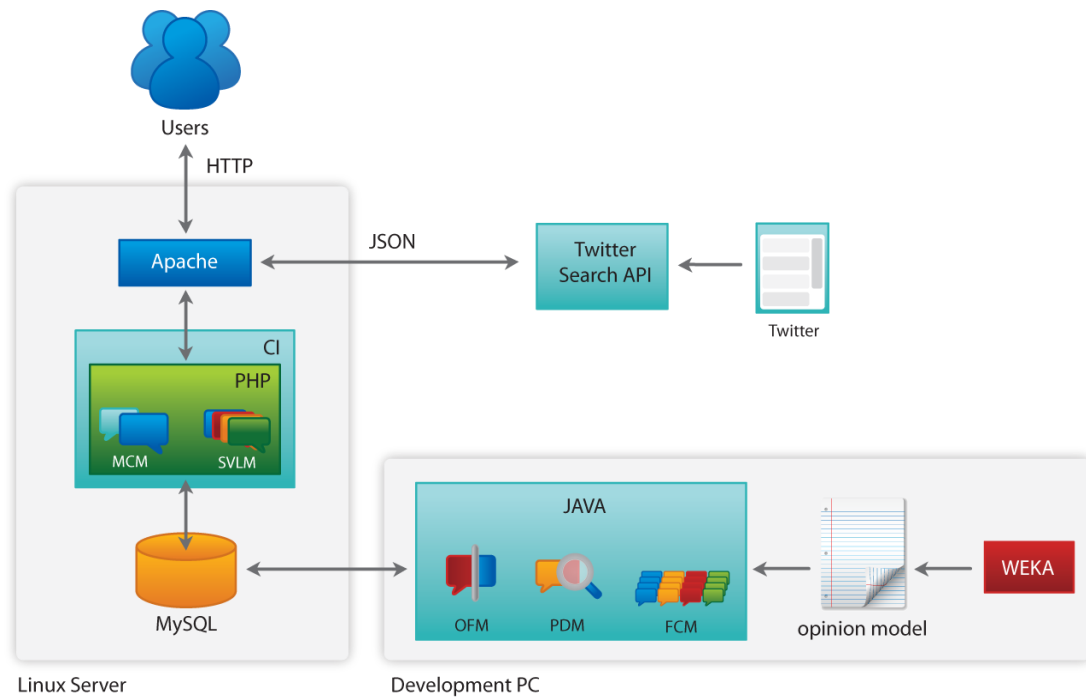 Users
HTTP
Apache
JSON
Twitter
Search API
Twitter
CI
PHP
MCM
SVLM
MySQL
Linux Server
JAVA
OFM
PDM
FCM
opinion model
WEKA
Development PC